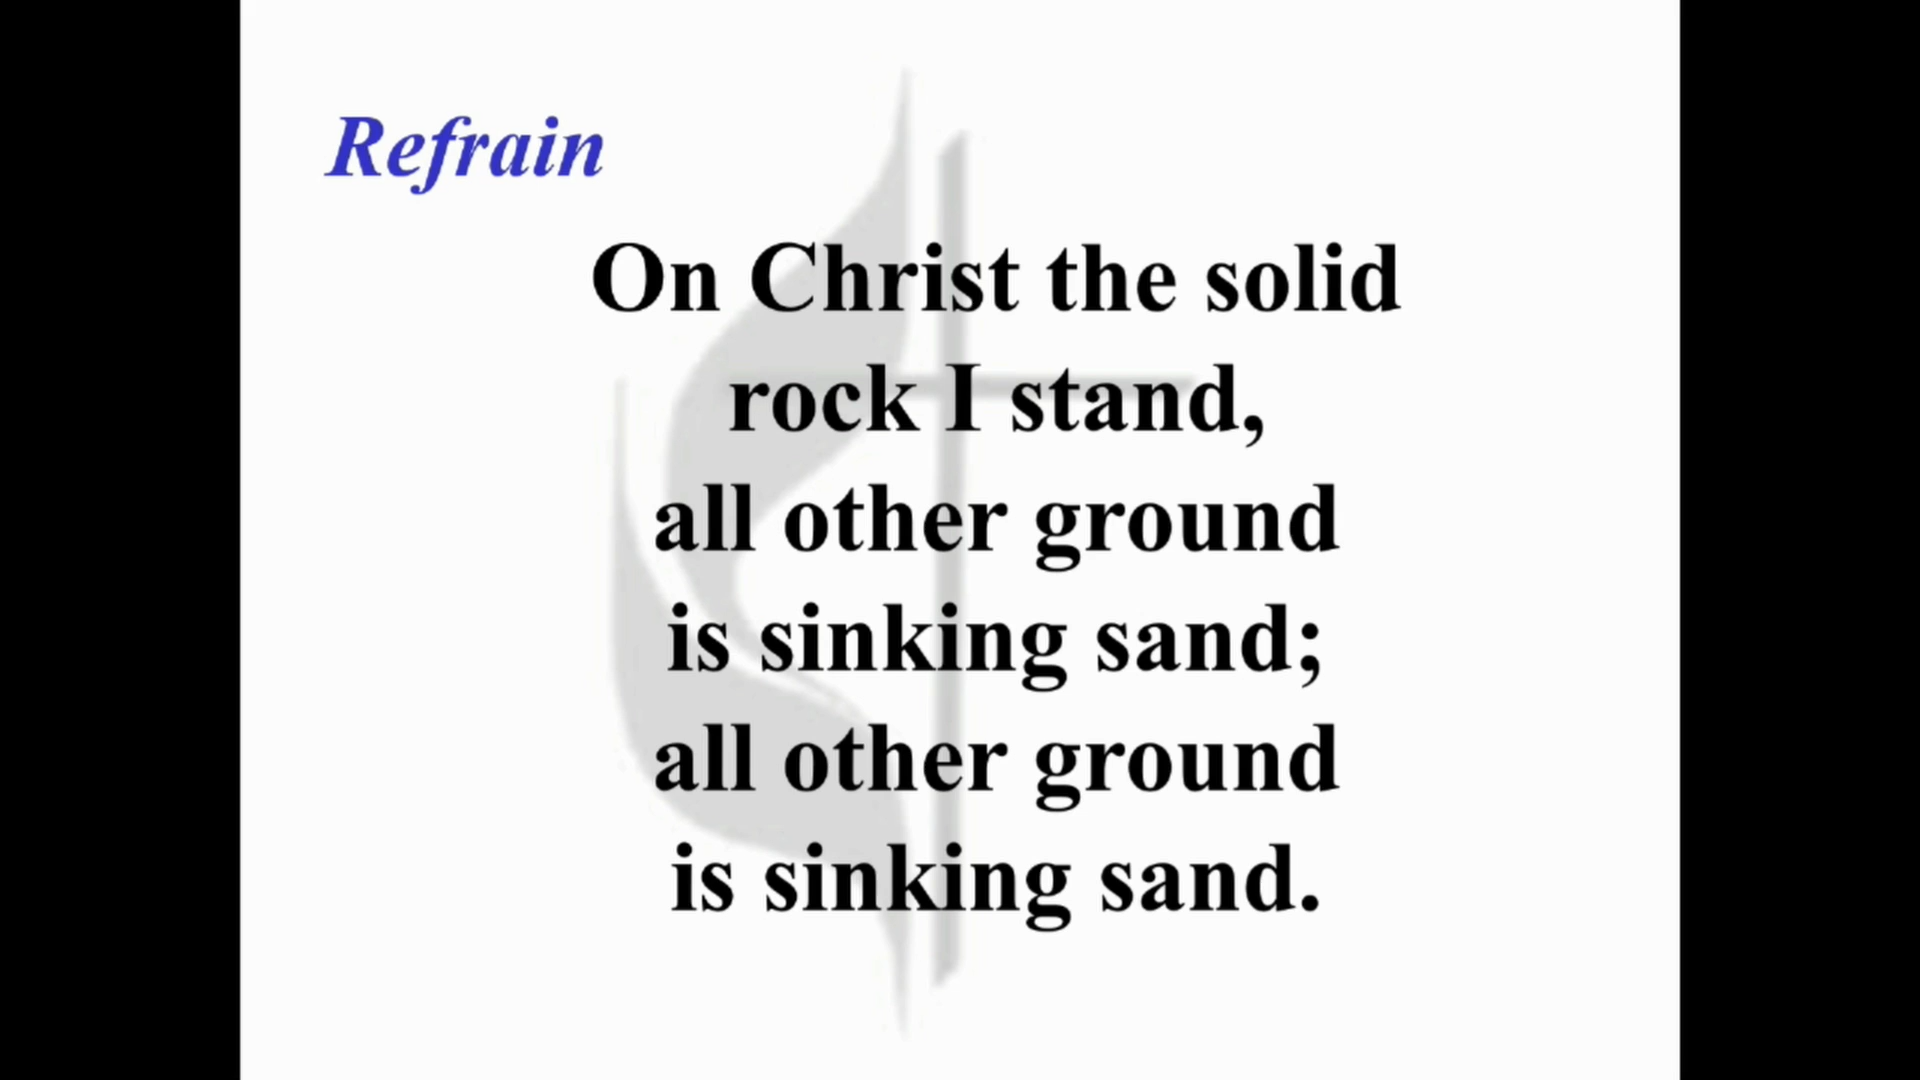 Refrain
On Christ the solid
rock I stand,
all other ground
is sinking sand;
all other ground
is sinking sand.